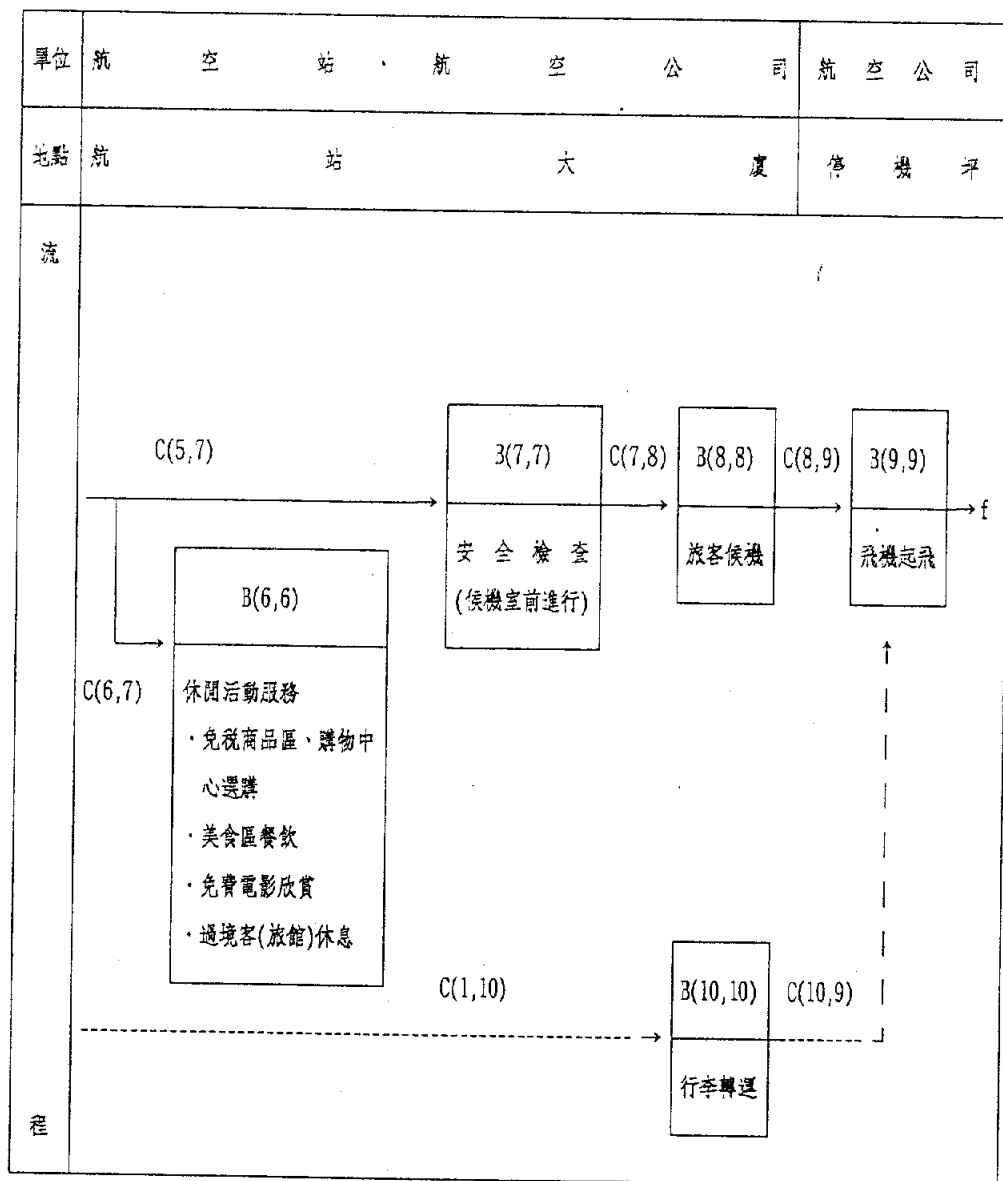 單位 航空站·航空公司 航空公司
地點 航站大廈 停機坪
流
程
C(5,7)
B(7,7)
安全檢查
(候機室前進行)
C(7,8)
B(8,8)
旅客候機
C(8,9)
B(9,9)
飛機起飛
f
C(6,7)
B(6,6)
休閒活動服務
·免稅商品區、購物中
心選購
·美食區餐飲
·免費電影欣賞
·過境客(旅館)休息
C(1,10)
B(10,10)
行李轉運
C(10,9)